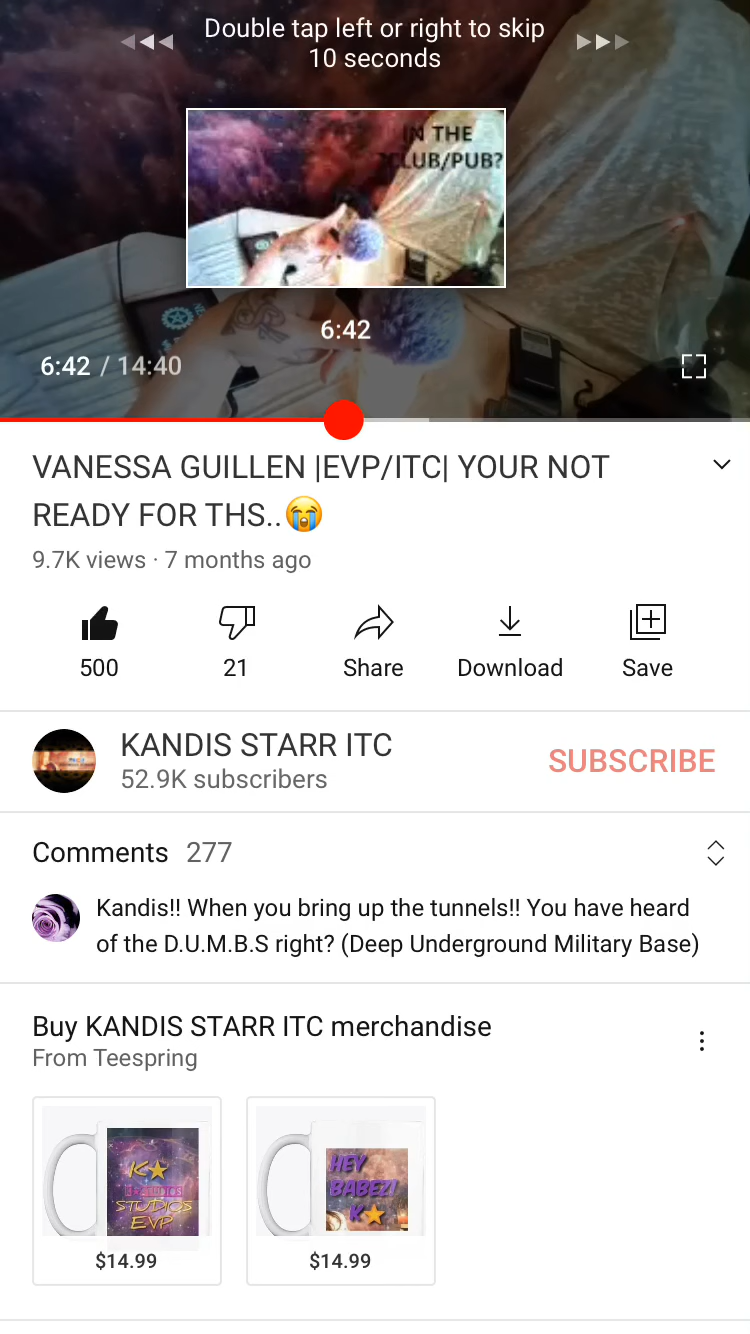 Double tap left or right to skip
10 seconds
IN THE
CLUB/PUB?
6:42
6:42 / 14:40
VANESSA GUILLEN |EVP/ITC| YOUR NOT
READY FOR THS..😭
9.7K views · 7 months ago
500
21
Share
Download
Save
KANDIS STARR ITC
52.9K subscribers
SUBSCRIBE
Comments 277
Kandis!! When you bring up the tunnels!! You have heard
of the D.U.M.B.S right? (Deep Underground Military Base)
Buy KANDIS STARR ITC merchandise
From Teespring
K
STUDIOS
EVP
HEY
BABEZ!
K
$14.99
$14.99